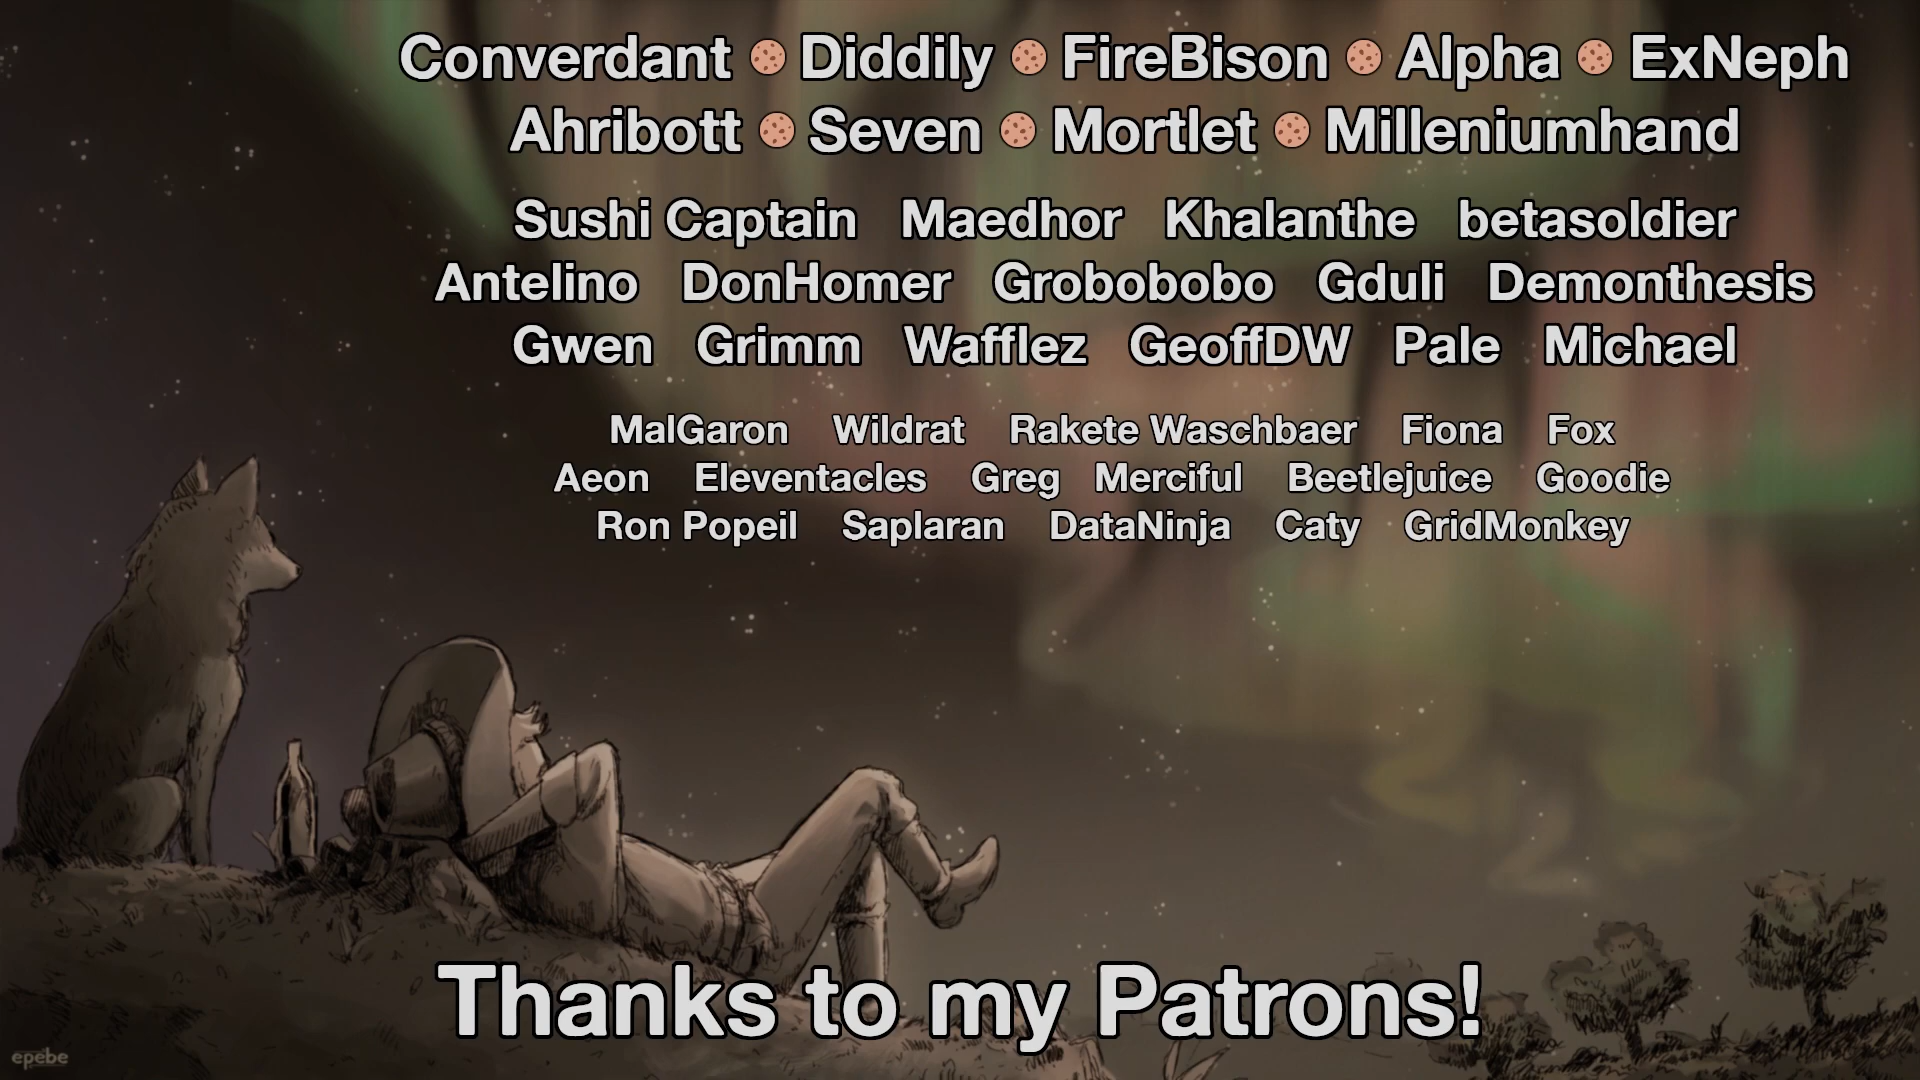 Converdant 🍪 Diddily 🍪 FireBison 🍪 Alpha 🍪 ExNeph
Ahribott 🍪 Seven 🍪 Mortlet 🍪 Milleniumhand
Sushi Captain Maedhor Khalanthe betasoldier
Antelino DonHomer Grobobobo Gduli Demonthesis
Gwen Grimm Wafflez GeoffDW Pale Michael
MalGaron Wildrat Rakete Waschbaer Fiona Fox
Aeon Eleventacles Greg Merciful Beetlejuice Goodie
Ron Popeil Saplaran DataNinja Caty GridMonkey
Thanks to my Patrons!
epebe